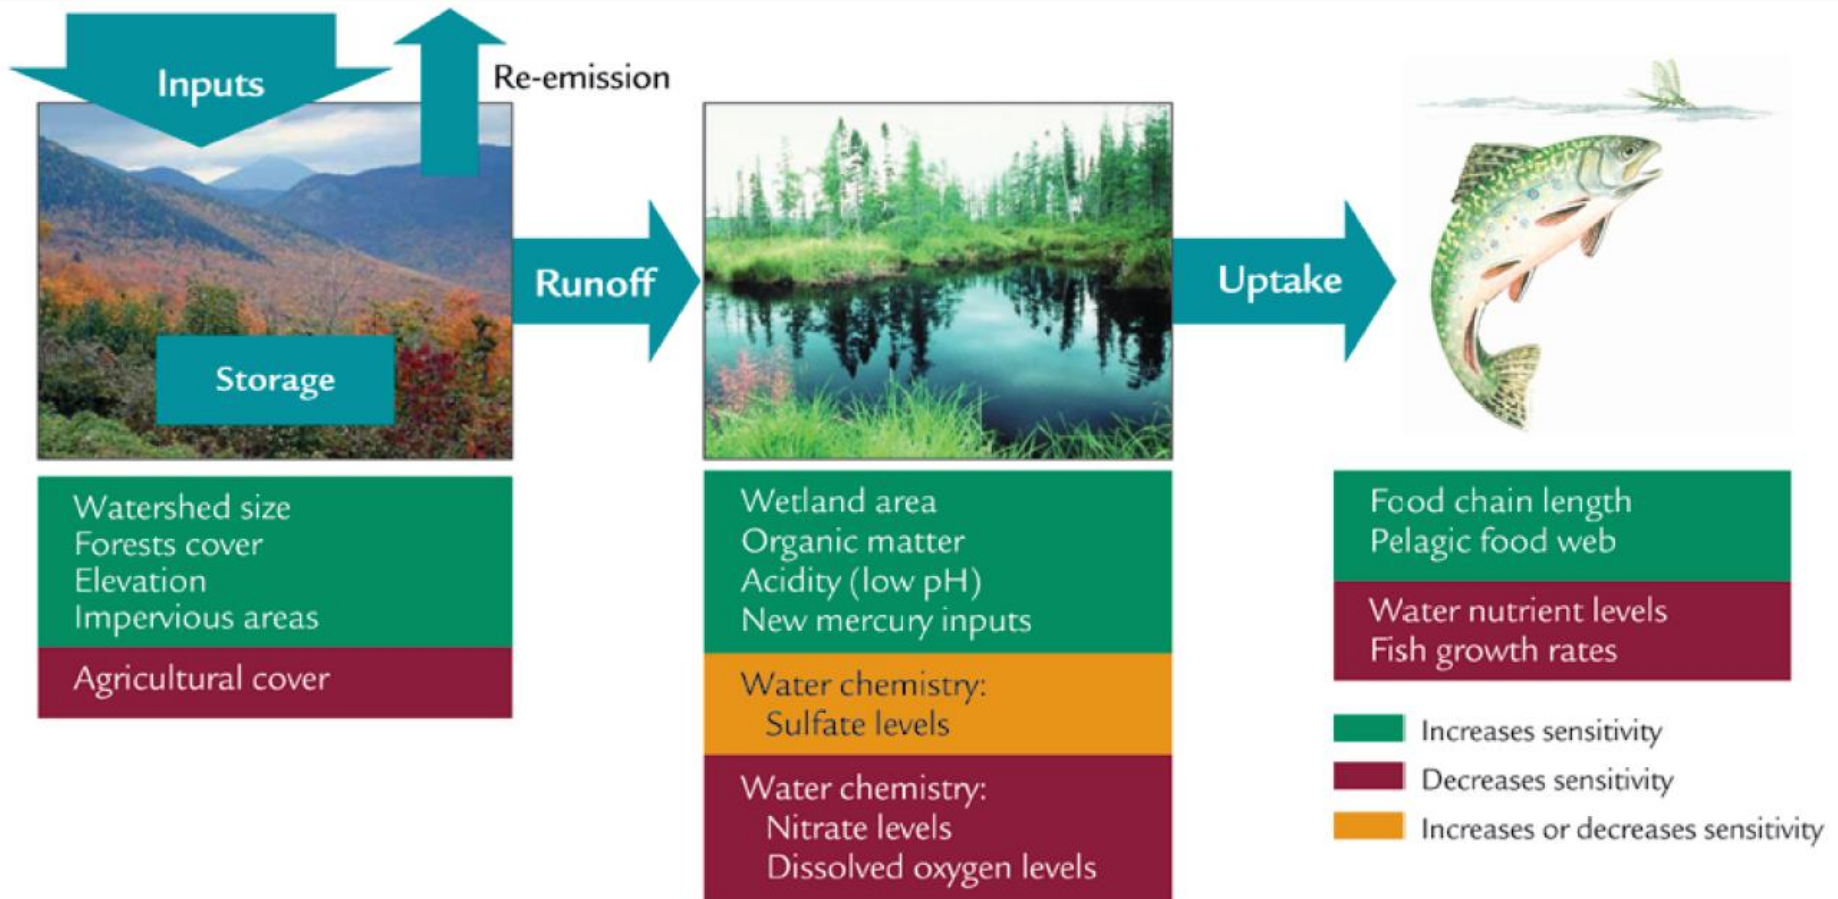 Inputs
Re-emission
Storage
Runoff
Uptake
Watershed size
Forests cover
Elevation
Impervious areas
Agricultural cover
Wetland area
Organic matter
Acidity (low pH)
New mercury inputs
Water chemistry:
Sulfate levels
Water chemistry:
Nitrate levels
Dissolved oxygen levels
Food chain length
Pelagic food web
Water nutrient levels
Fish growth rates
Increases sensitivity
Decreases sensitivity
Increases or decreases sensitivity